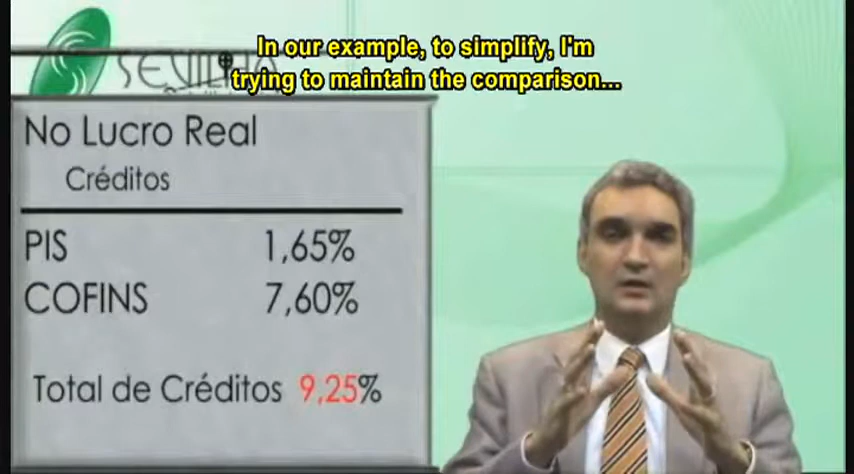 In our example, to simplify, I'm
trying to maintain the comparison...
No Lucro Real
Créditos
PIS 1,65%
COFINS 7,60%
Total de Créditos 9,25%